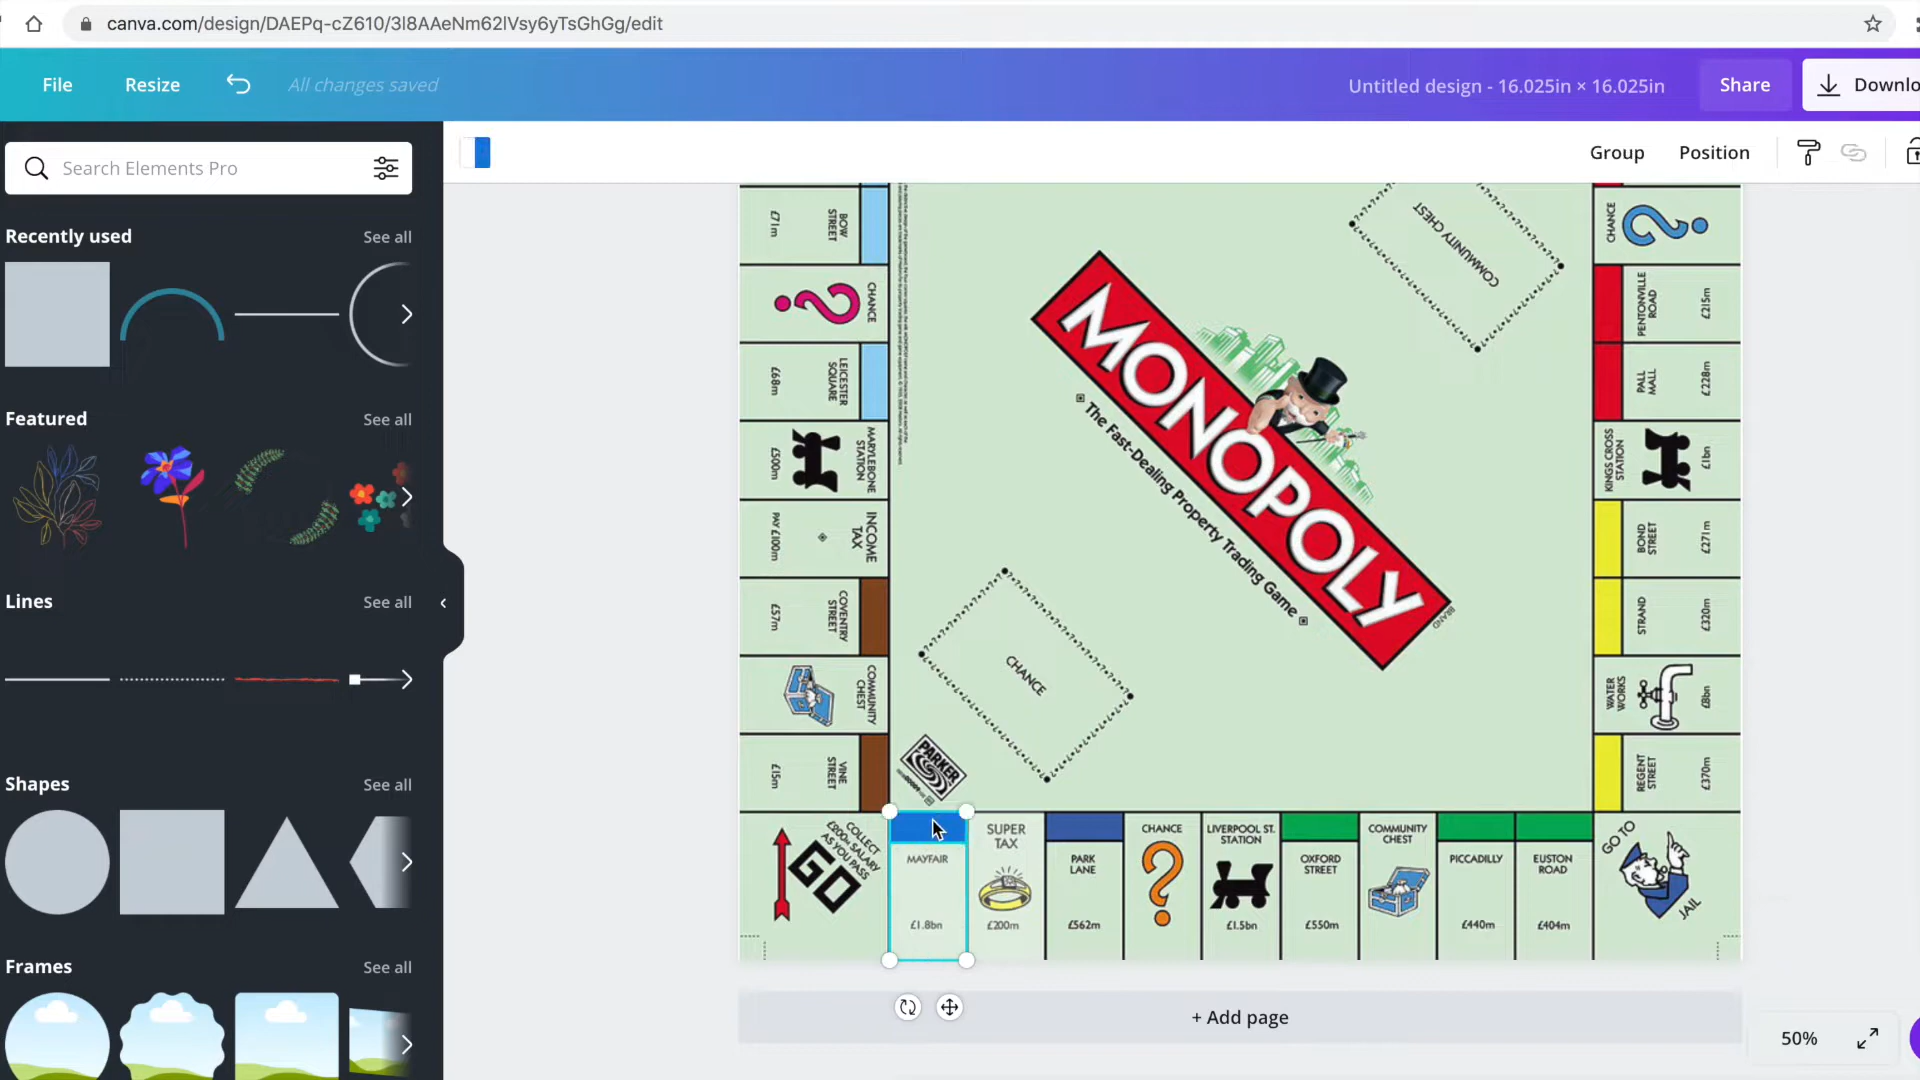 canva.com/design/DAEPq-cZ610/3l8AAeNm62lVsy6yTsGhGg/edit
File
Resize
All changes saved
Untitled design - 16.025in × 16.025in
Share
Downlo
Search Elements Pro
Group
Position
Recently used
See all
Featured
See all
Lines
See all
Shapes
See all
Frames
See all
BOW
STREET
£71m
CHANCE
LEICESTER
SQUARE
£68m
MARYLEBONE
STATION
£500m
INCOME
TAX
PAY £100m
COVENTRY
STREET
£57m
COMMUNITY
CHEST
VINE
STREET
£15m
COMMUNITY CHEST
MONOPOLY
BRAND
The Fast-Dealing Property Trading Game
CHANCE
PARKER
CHANCE
PENTONVILLE
ROAD
£215m
PALL
MALL
£228m
KINGS CROSS
STATION
£1bn
BOND
STREET
£271m
STRAND
£320m
WATER
WORKS
£8bn
REGENT
STREET
£370m
COLLECT
£200m SALARY
AS YOU PASS
GO
MAYFAIR
£1.8bn
SUPER
TAX
£200m
PARK
LANE
£562m
CHANCE
LIVERPOOL ST.
STATION
£1.5bn
OXFORD
STREET
£550m
COMMUNITY
CHEST
PICCADILLY
£440m
EUSTON
ROAD
£404m
GO TO
JAIL
+ Add page
50%